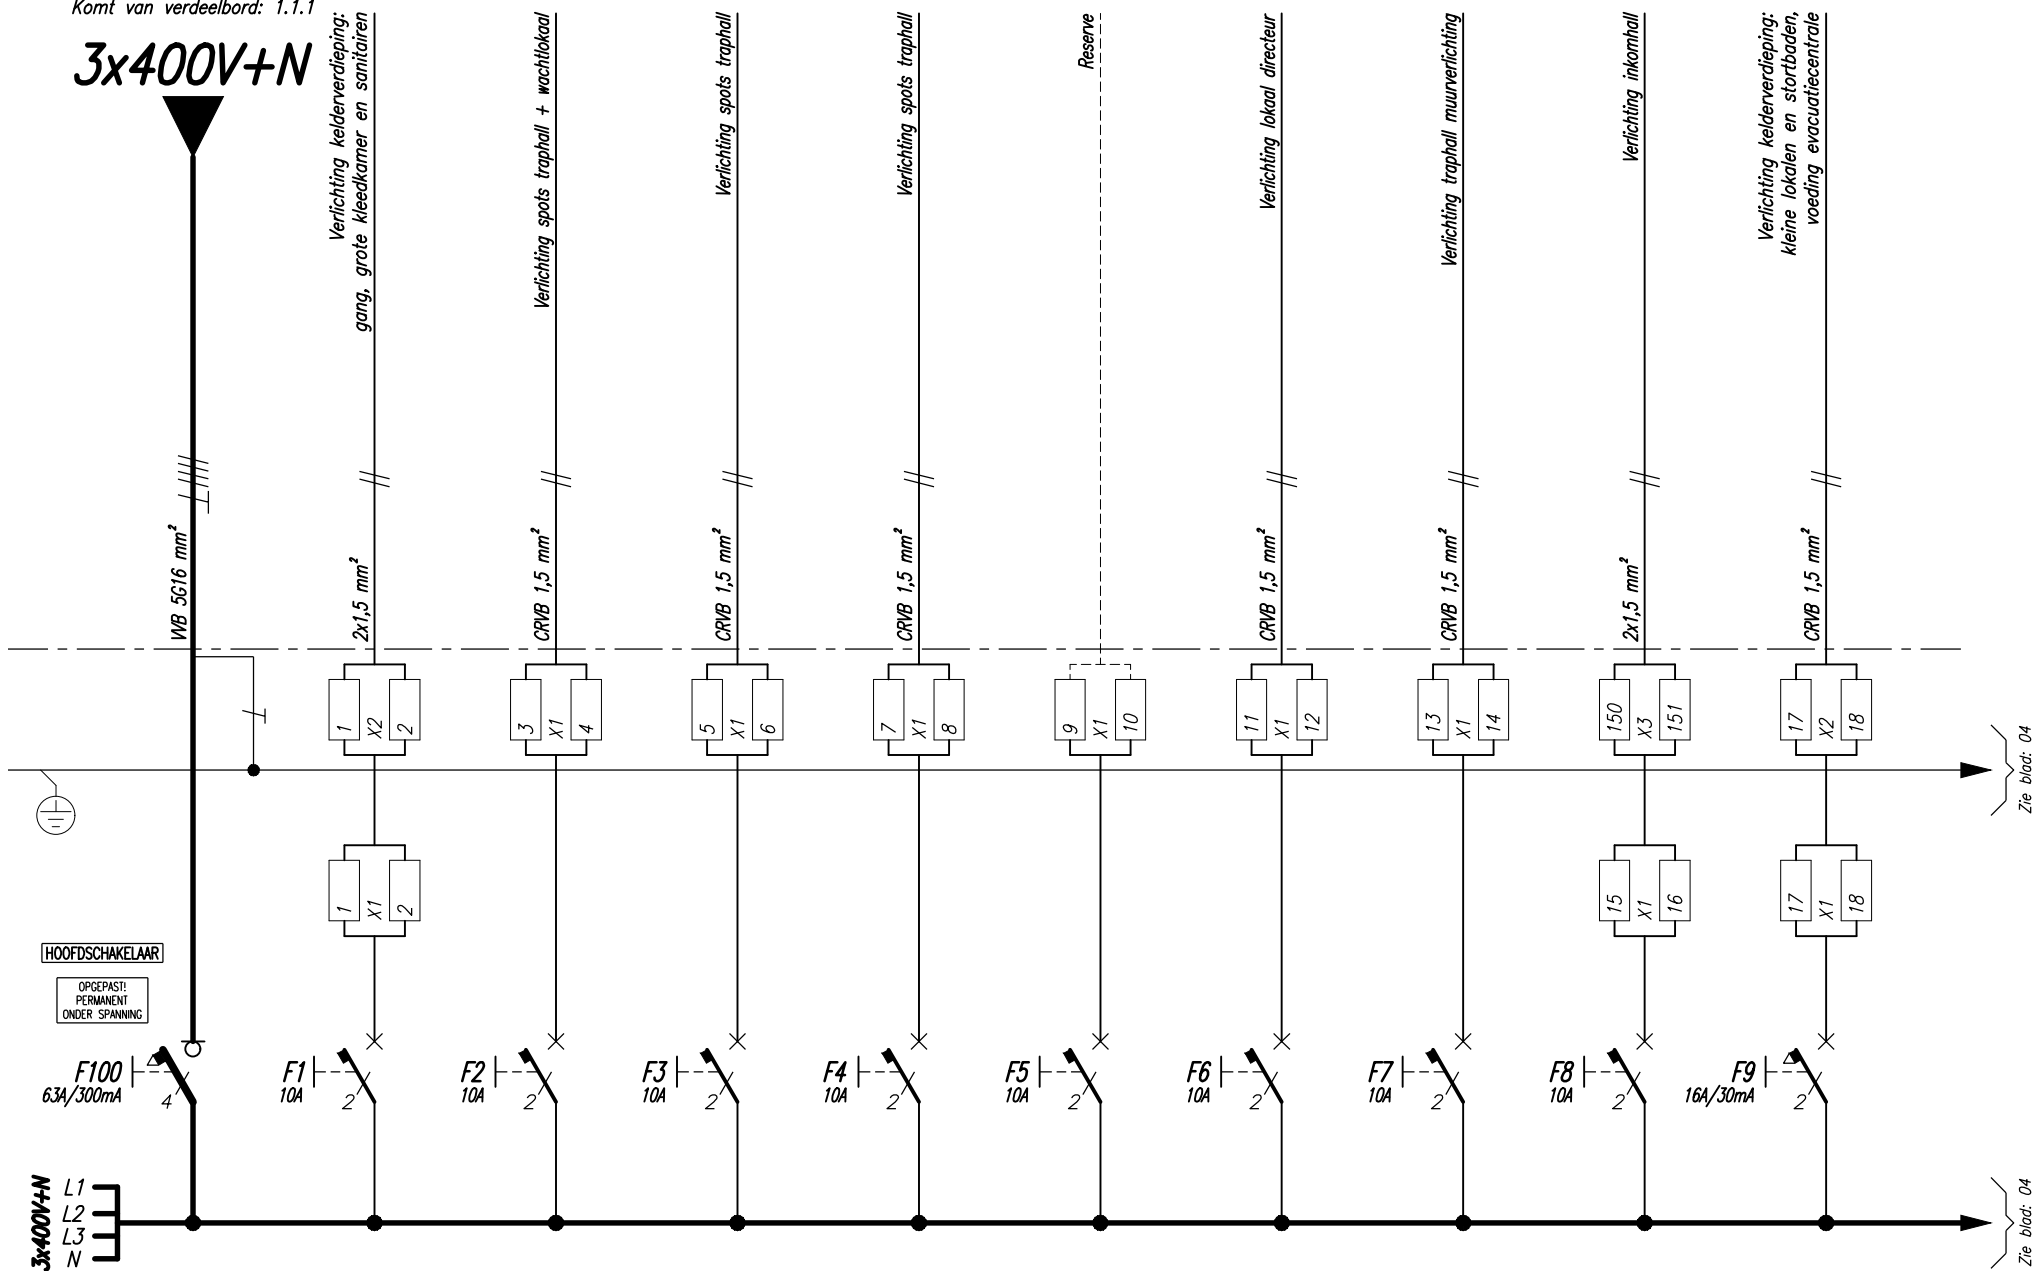 Komt van verdeelbord: 1.1.1
3x400V+N
Verlichting kelderverdieping:
gang, grote kleedkamer en sanitairen
Verlichting spots traphall + wachtlokaal
Verlichting spots traphall
Verlichting spots traphall
Reserve
Verlichting lokaal directeur
Verlichting traphall muurverlichting
Verlichting inkomhall
Verlichting kelderverdieping:
kleine lokalen en stortbaden,
voeding evacuatiecentrale
WB 5G16 mm²
2x1,5 mm²
CRVB 1,5 mm²
CRVB 1,5 mm²
CRVB 1,5 mm²
CRVB 1,5 mm²
CRVB 1,5 mm²
2x1,5 mm²
CRVB 1,5 mm²
1 X2 2
3 X1 4
5 X1 6
7 X1 8
9 X1 10
11 X1 12
13 X1 14
150 X3 151
17 X2 18
Zie blad: 04
1 X1 2
15 X1 16
17 X1 18
HOOFDSCHAKELAAR
OPGEPAST!
PERMANENT
ONDER SPANNING
F100
63A/300mA
4
F1
10A
2
F2
10A
2
F3
10A
2
F4
10A
2
F5
10A
2
F6
10A
2
F7
10A
2
F8
10A
2
F9
16A/30mA
2
3x400V+N
L1
L2
L3
N
Zie blad: 04